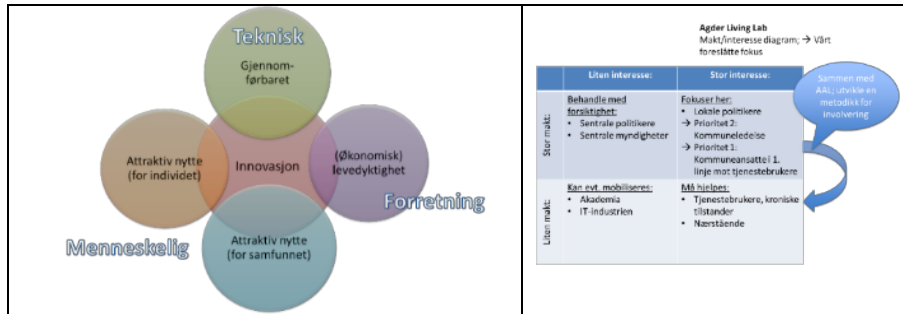 Teknisk
Gjennom-
førbaret
Attraktiv nytte
(for individet)
Innovasjon
(Økonomisk)
levedyktighet
Forretning
Menneskelig
Attraktiv nytte
(for samfunnet)
Agder Living Lab
Makt/interesse diagram; → Vårt
foreslåtte fokus
Sammen med
AAL; utvikle en
metodikk for
involvering
Liten interesse:
Stor interesse:
Stor makt:
Behandle med
forsiktighet:
• Sentrale politikere
• Sentrale myndigheter
Fokuser her:
• Lokale politikere
→ Prioritet 2:
Kommuneledelse
→ Prioritet 1:
Kommuneansatte i 1.
linje mot tjenestebrukere
Liten makt:
Kan evt. mobiliseres:
• Akademia
• IT-industrien
Må hjelpes:
• Tjenestebrukere, kroniske
tilstander
• Nærstående